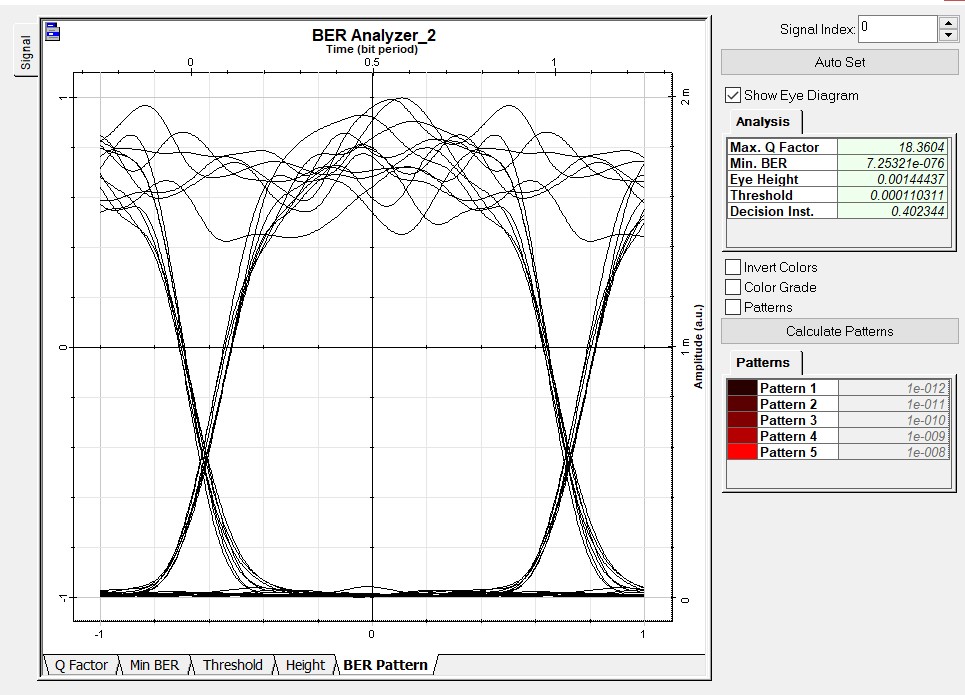 Signal
BER Analyzer_2
Time (bit period)
0 0.5 1
1
0
-1
-1 0 1
2 m
1 m
0
Amplitude (a.u.)
Q Factor Min BER Threshold Height BER Pattern
Signal Index: 0
Auto Set
Show Eye Diagram
Analysis
Max. Q Factor 18.3604
Min. BER 7.25321e-076
Eye Height 0.00144437
Threshold 0.000110311
Decision Inst. 0.402344
Invert Colors
Color Grade
Patterns
Calculate Patterns
Patterns
Pattern 1 1e-012
Pattern 2 1e-011
Pattern 3 1e-010
Pattern 4 1e-009
Pattern 5 1e-008